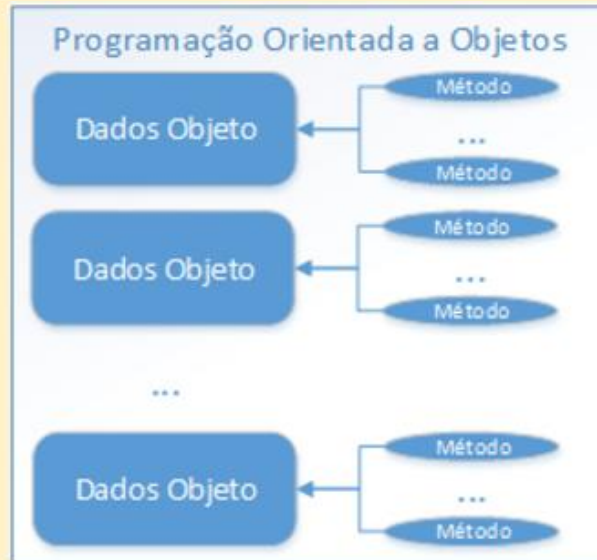 Programação Orientada a Objetos
Método
Dados Objeto
...
Método
Método
Dados Objeto
...
Método
...
Método
Dados Objeto
...
Método